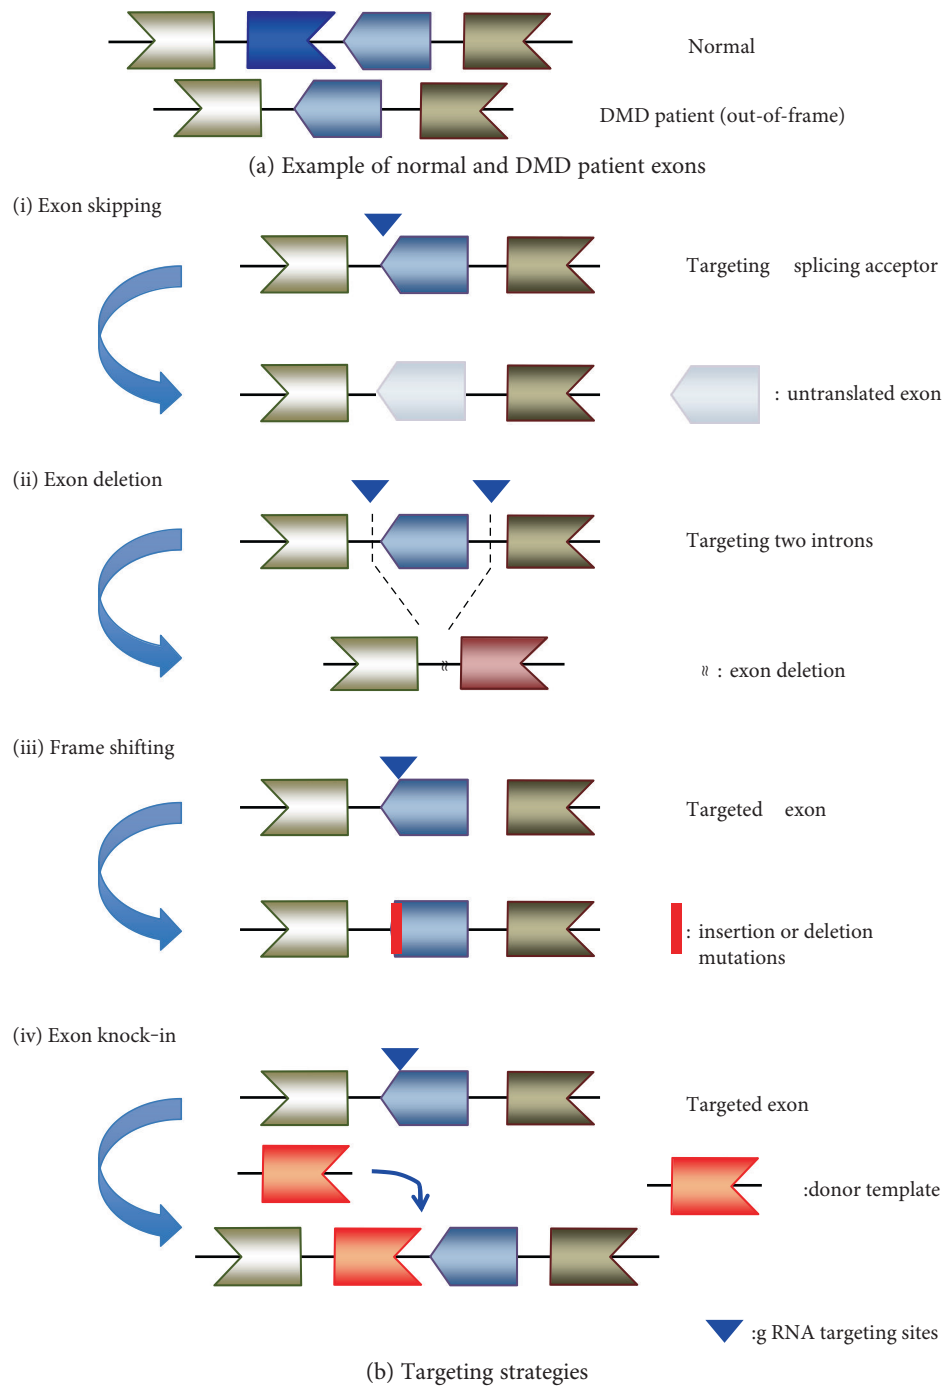 Normal
DMD patient (out-of-frame)
(a) Example of normal and DMD patient exons
(i) Exon skipping
Targeting splicing acceptor
: untranslated exon
(ii) Exon deletion
Targeting two introns
≈ : exon deletion
(iii) Frame shifting
Targeted exon
: insertion or deletion
mutations
(iv) Exon knock-in
Targeted exon
:donor template
:g RNA targeting sites
(b) Targeting strategies